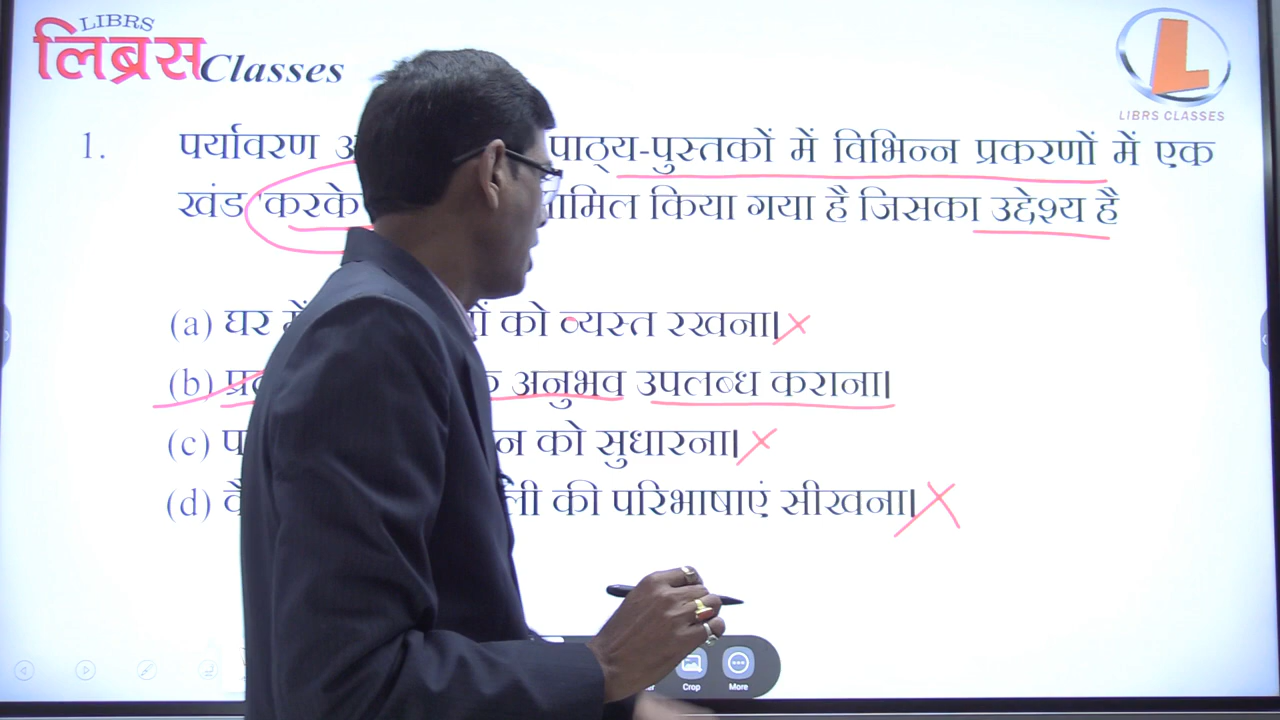 LIBRS
लिब्रस Classes
LIBRS CLASSES
1. पर्यावरण पाठ्य-पुस्तकों में विभिन्न प्रकरणों में एक
खंड 'करके शामिल किया गया है जिसका उद्देश्य है
(a) घर में को व्यस्त रखना।
(b) अनुभव उपलब्ध कराना।
(c) को सुधारना।
(d) की परिभाषाएं सीखना।
Crop More